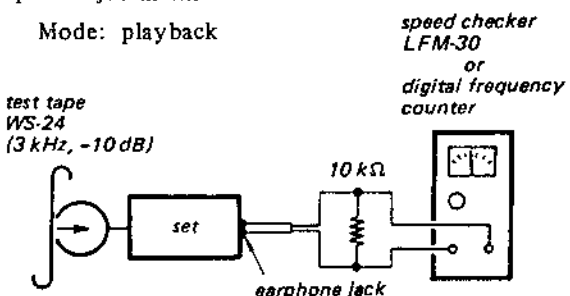 Mode: playback
speed checker
LFM-30
or
digital frequency
counter
test tape
WS-24
(3 kHz, -10 dB)
10 kΩ
set
earphone jack